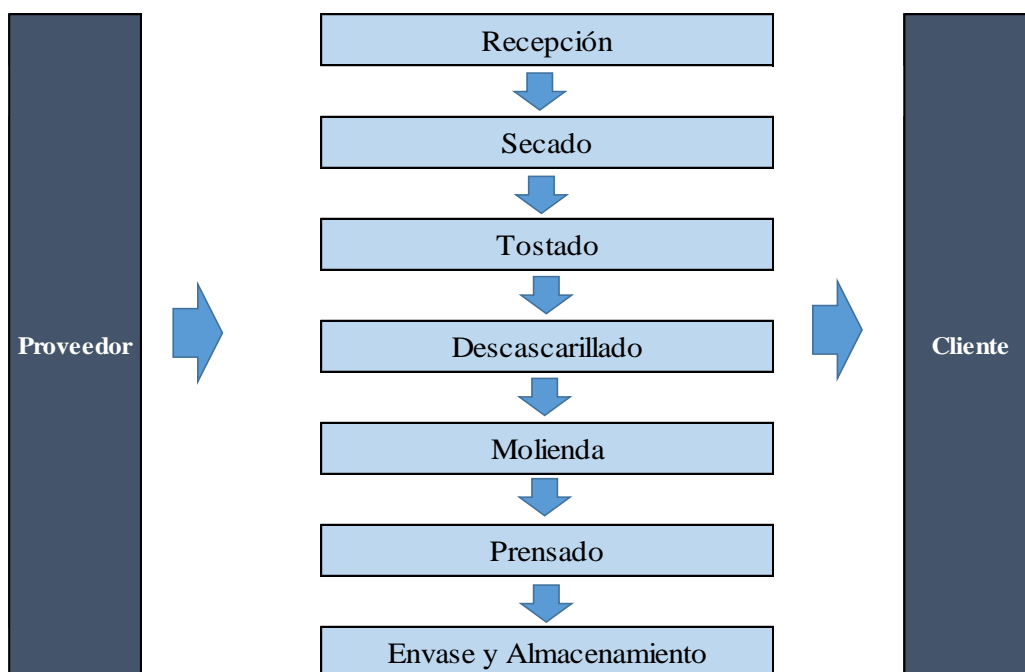 Recepción
Secado
Tostado
Proveedor
Descascarillado
Cliente
Molienda
Prensado
Envase y Almacenamiento